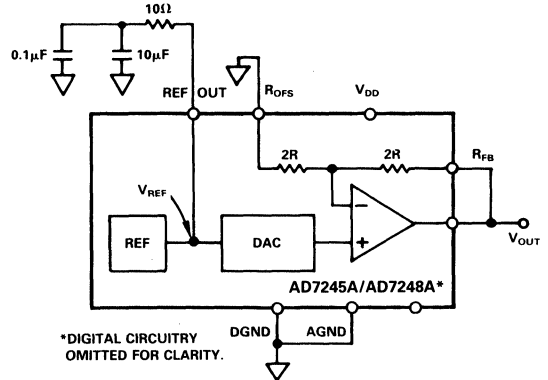 10Ω
0.1μF
10μF
REF OUT
R_OFS
V_DD
2R
2R
R_FB
V_REF
REF
DAC
−
+
V_OUT
AD7245A/AD7248A*
DGND
AGND
*DIGITAL CIRCUITRY
OMITTED FOR CLARITY.